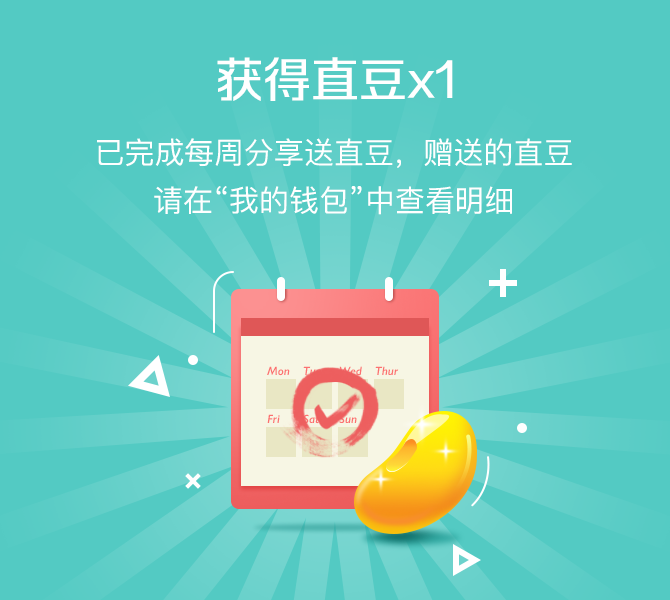 获得直豆x1
已完成每周分享送直豆，赠送的直豆
请在“我的钱包”中查看明细
Mon Tue Wed Thur
Fri Sat Sun